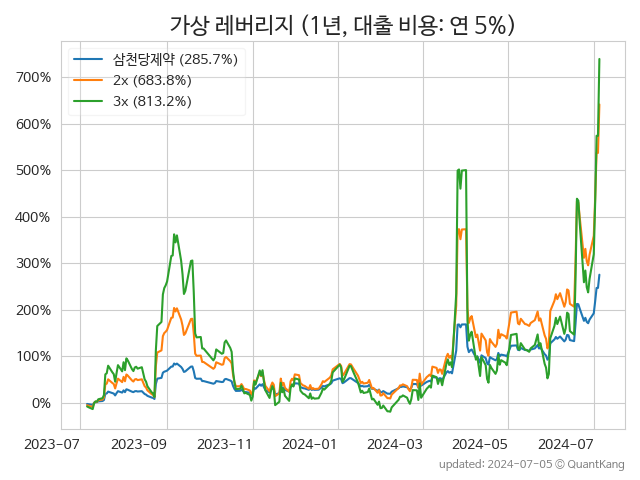 가상 레버리지 (1년, 대출 비용: 연 5%)
삼천당제약 (285.7%)
2x (683.8%)
3x (813.2%)
700%
600%
500%
400%
300%
200%
100%
0%
2023-07 2023-09 2023-11 2024-01 2024-03 2024-05 2024-07
updated: 2024-07-05 © QuantKang